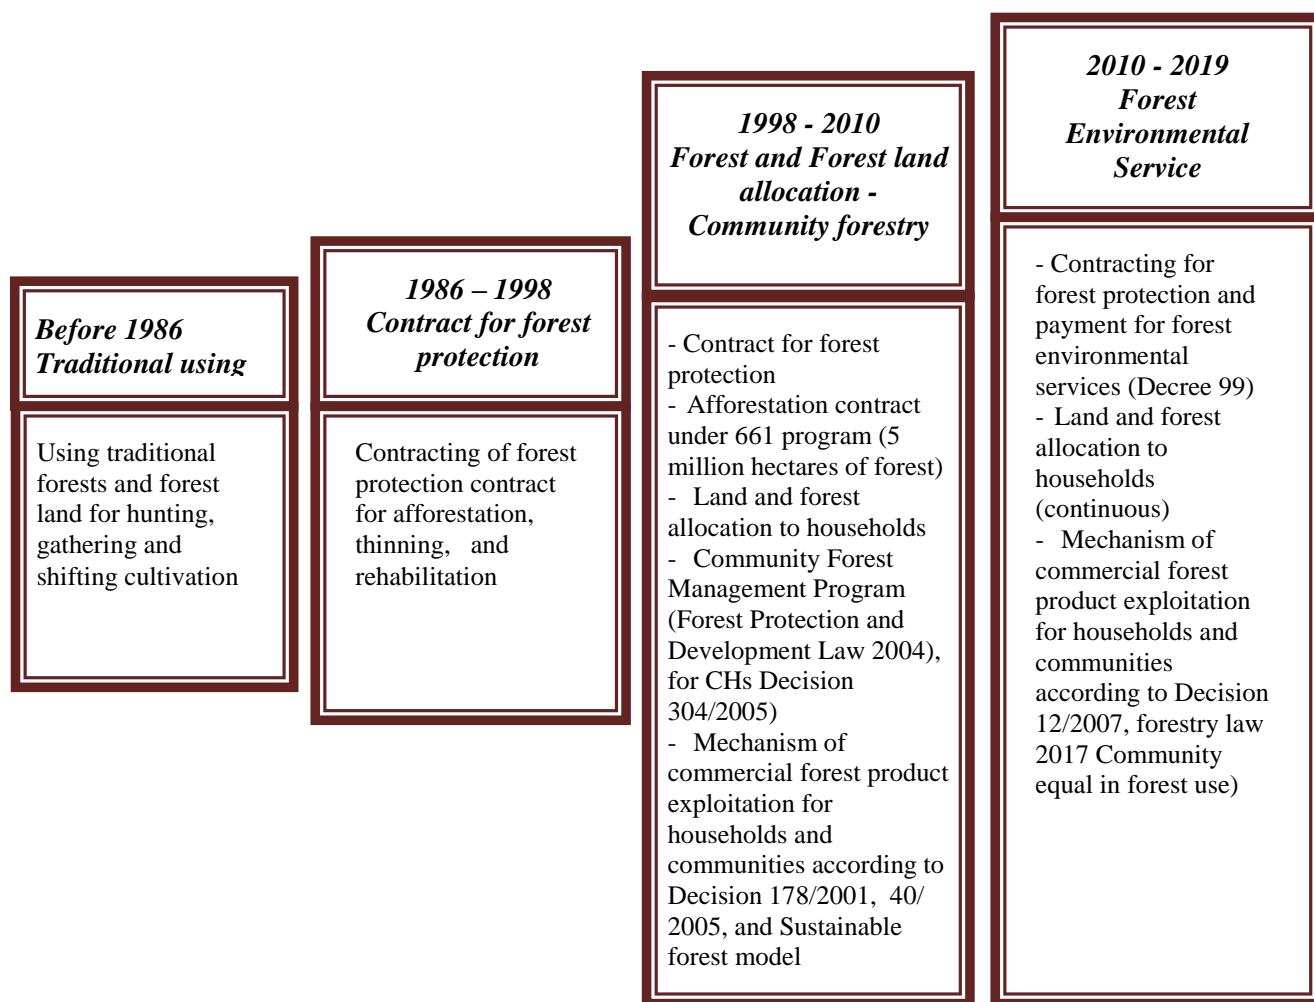 Before 1986
Traditional using
Using traditional
forests and forest
land for hunting,
gathering and
shifting cultivation
1986 – 1998
Contract for forest
protection
Contracting of forest
protection contract
for afforestation,
thinning, and
rehabilitation
1998 - 2010
Forest and Forest land
allocation -
Community forestry
- Contract for forest
protection
- Afforestation contract
under 661 program (5
million hectares of forest)
- Land and forest
allocation to households
- Community Forest
Management Program
(Forest Protection and
Development Law 2004),
for CHs Decision
304/2005)
- Mechanism of
commercial forest product
exploitation for
households and
communities according to
Decision 178/2001, 40/
2005, and Sustainable
forest model
2010 - 2019
Forest
Environmental
Service
- Contracting for
forest protection and
payment for forest
environmental
services (Decree 99)
- Land and forest
allocation to
households
(continuous)
- Mechanism of
commercial forest
product exploitation
for households and
communities
according to Decision
12/2007, forestry law
2017 Community
equal in forest use)